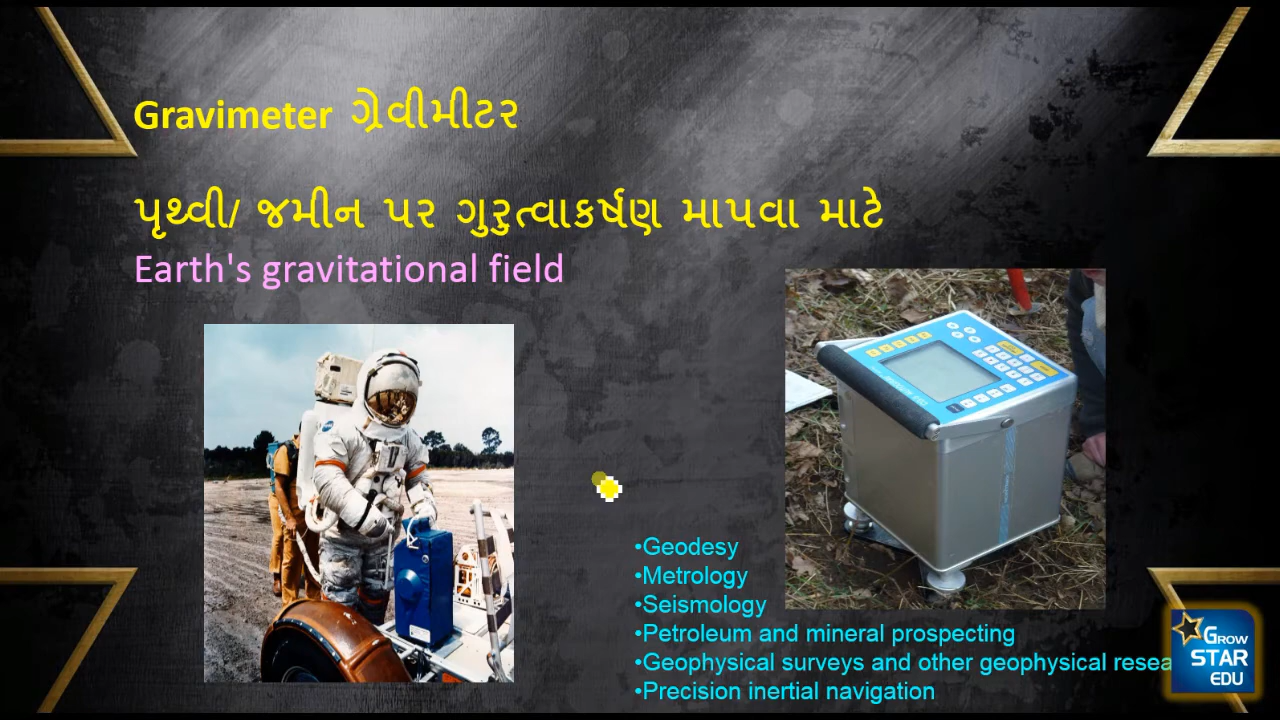 Gravimeter ગ્રેવીમીટર
પૃથ્વી/ જમીન પર ગુરુત્વાકર્ષણ માપવા માટે
Earth's gravitational field
•Geodesy
•Metrology
•Seismology
•Petroleum and mineral prospecting
•Geophysical surveys and other geophysical resea
•Precision inertial navigation
GROW
STAR
EDU